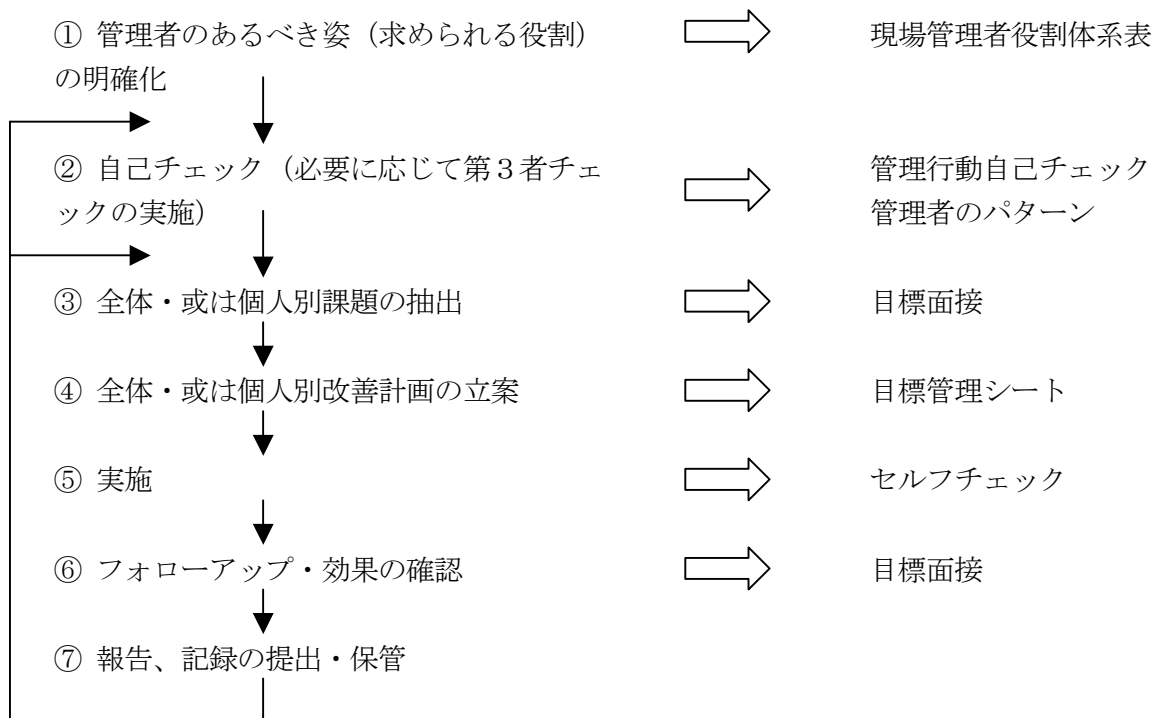 ① 管理者のあるべき姿（求められる役割）
の明確化
現場管理者役割体系表
② 自己チェック（必要に応じて第３者チェ
ックの実施）
管理行動自己チェック
管理者のパターン
③ 全体・或は個人別課題の抽出
目標面接
④ 全体・或は個人別改善計画の立案
目標管理シート
⑤ 実施
セルフチェック
⑥ フォローアップ・効果の確認
目標面接
⑦ 報告、記録の提出・保管